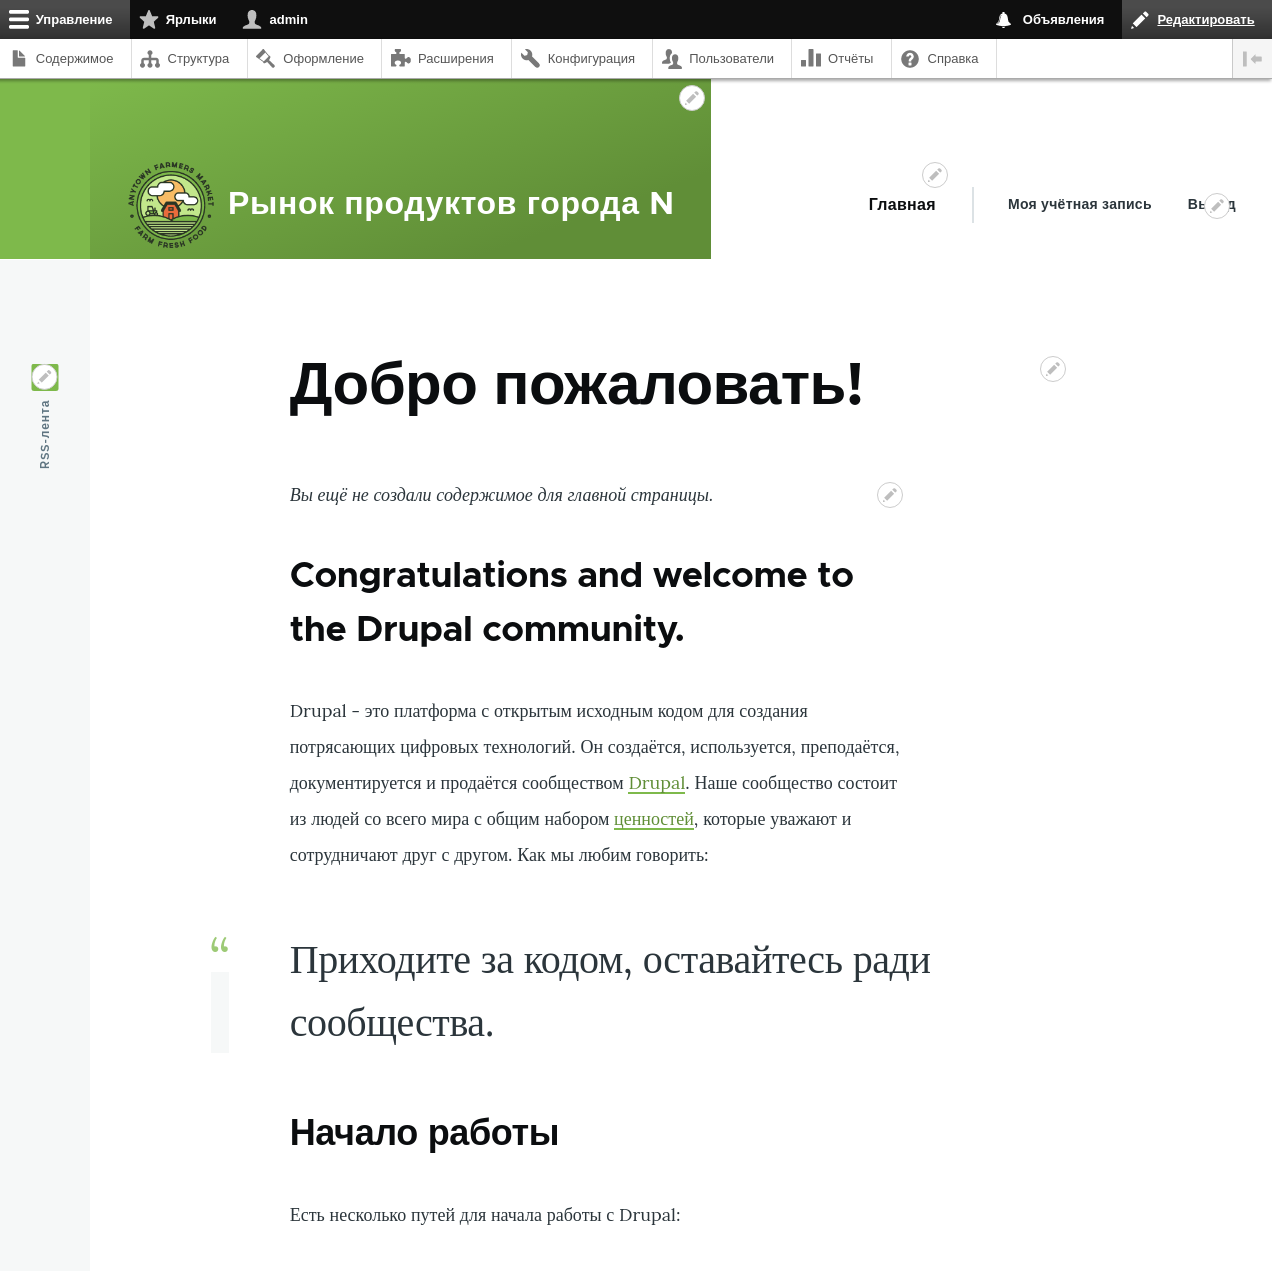 Управление
Ярлыки
admin
Объявления
Редактировать
Содержимое
Структура
Оформление
Расширения
Конфигурация
Пользователи
Отчёты
Справка
ANYTOWN FARMERS MARKET
FARM FRESH FOOD
Рынок продуктов города N
Главная
Моя учётная запись
RSS-лента
Добро пожаловать!
Вы ещё не создали содержимое для главной страницы.
Congratulations and welcome to
the Drupal community.
Drupal - это платформа с открытым исходным кодом для создания
потрясающих цифровых технологий. Он создаётся, используется, преподаётся,
документируется и продаётся сообществом Drupal. Наше сообщество состоит
из людей со всего мира с общим набором ценностей, которые уважают и
сотрудничают друг с другом. Как мы любим говорить:
“
Приходите за кодом, оставайтесь ради
сообщества.
Начало работы
Есть несколько путей для начала работы с Drupal: